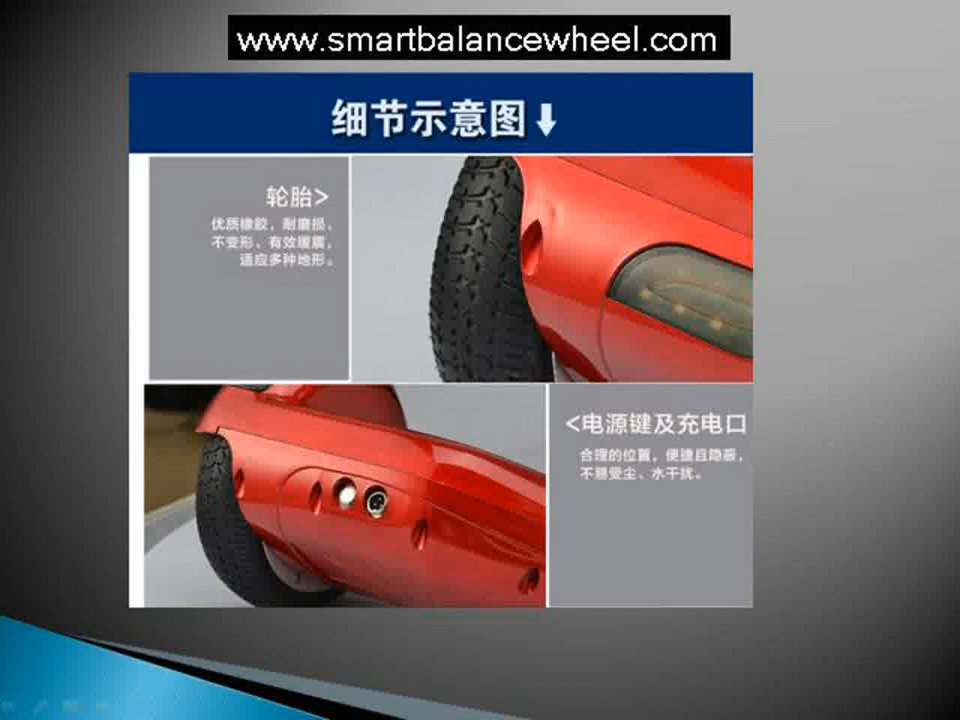 www.smartbalancewheel.com
细节示意图⬇
轮胎>
优质橡胶，耐磨损、
不变形、有效缓震，
适应多种地形。
<电源键及充电口
合理的位置，便捷且隐蔽，
不易受尘、水干扰。